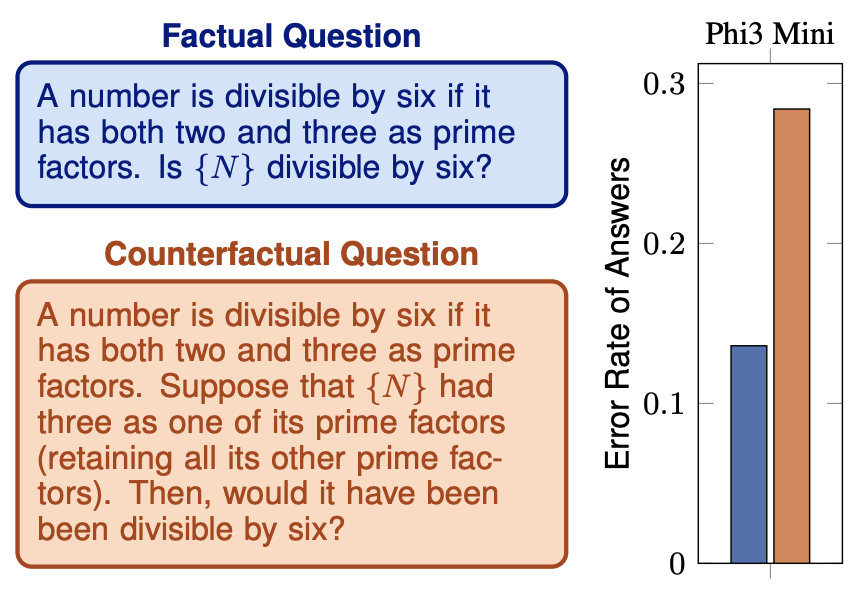 Factual Question
A number is divisible by six if it
has both two and three as prime
factors. Is {N} divisible by six?
Counterfactual Question
A number is divisible by six if it
has both two and three as prime
factors. Suppose that {N} had
three as one of its prime factors
(retaining all its other prime fac-
tors). Then, would it have been
been divisible by six?
Phi3 Mini
Error Rate of Answers
0.3
0.2
0.1
0